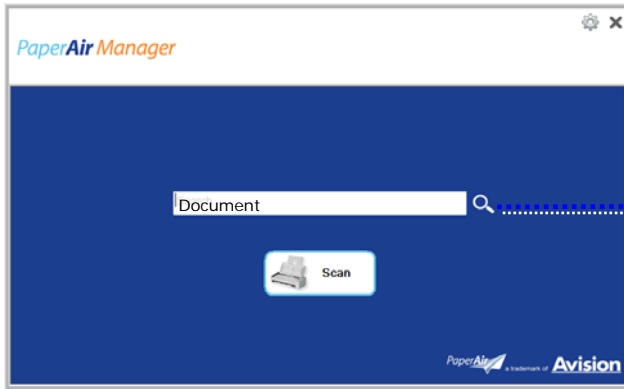 PaperAir Manager
Document
Scan
PaperAir a trademark of Avision